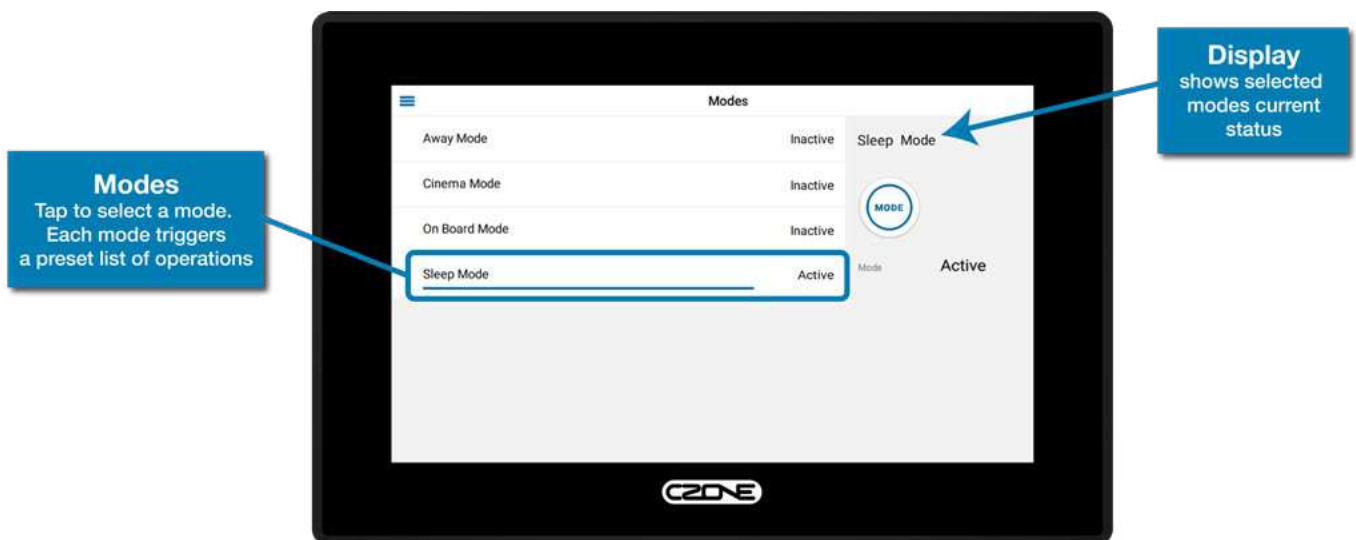 Display
shows selected
modes current
status
Modes
Away Mode Inactive
Sleep Mode
Cinema Mode Inactive
MODE
On Board Mode Inactive
Sleep Mode Active
Mode Active
Modes
Tap to select a mode.
Each mode triggers
a preset list of operations
CZONE